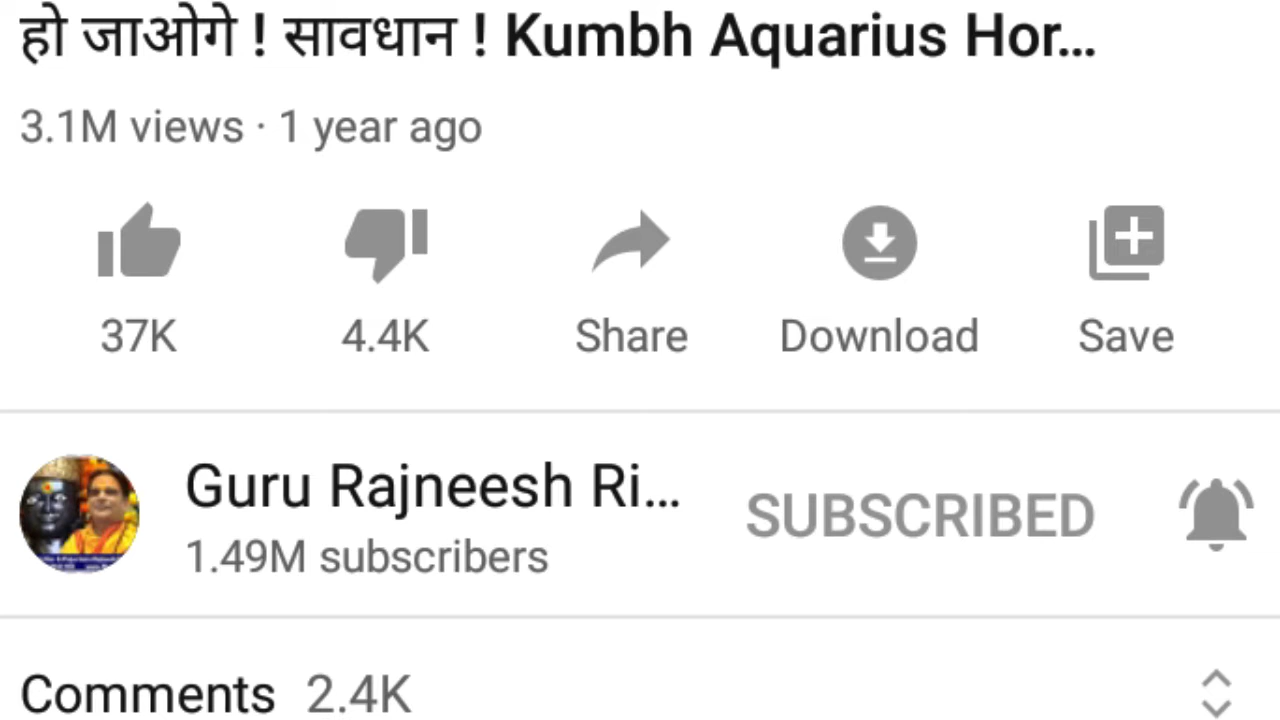 हो जाओगे ! सावधान ! Kumbh Aquarius Hor...
3.1M views · 1 year ago
37K
4.4K
Share
Download
Save
Guru Rajneesh Ri...
1.49M subscribers
SUBSCRIBED
Comments 2.4K